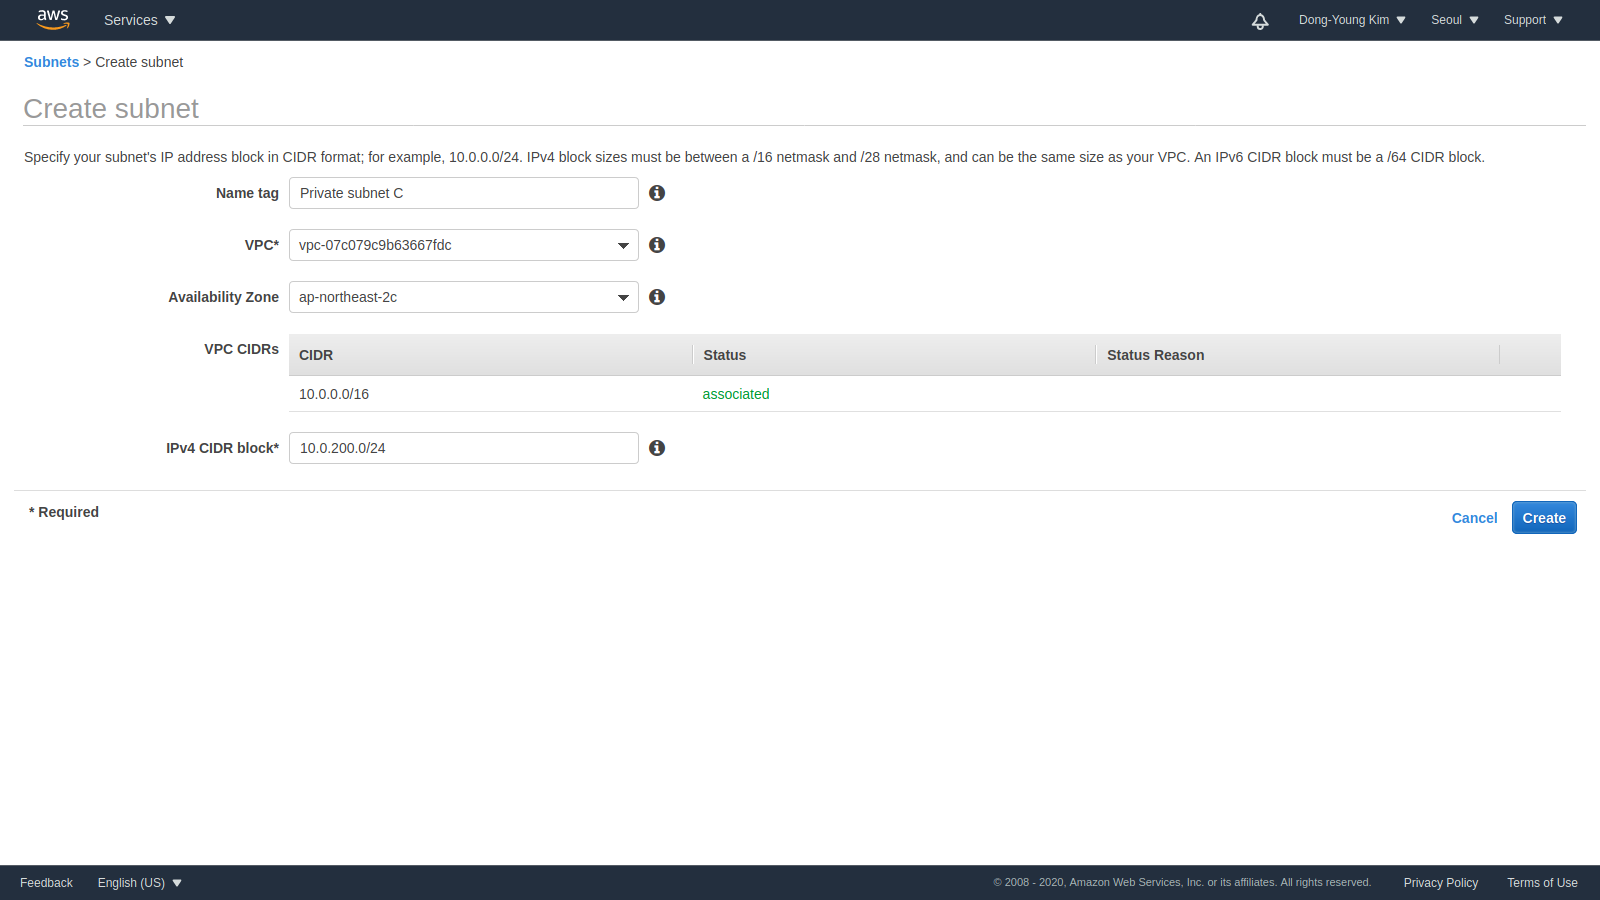 aws Services Dong-Young Kim Seoul Support
Subnets > Create subnet
Create subnet
Specify your subnet's IP address block in CIDR format; for example, 10.0.0.0/24. IPv4 block sizes must be between a /16 netmask and /28 netmask, and can be the same size as your VPC. An IPv6 CIDR block must be a /64 CIDR block.
Name tag Private subnet C
VPC* vpc-07c079c9b63667fdc
Availability Zone ap-northeast-2c
VPC CIDRs CIDR Status Status Reason
10.0.0.0/16 associated
IPv4 CIDR block* 10.0.200.0/24
* Required
Cancel Create
Feedback English (US) © 2008 - 2020, Amazon Web Services, Inc. or its affiliates. All rights reserved. Privacy Policy Terms of Use